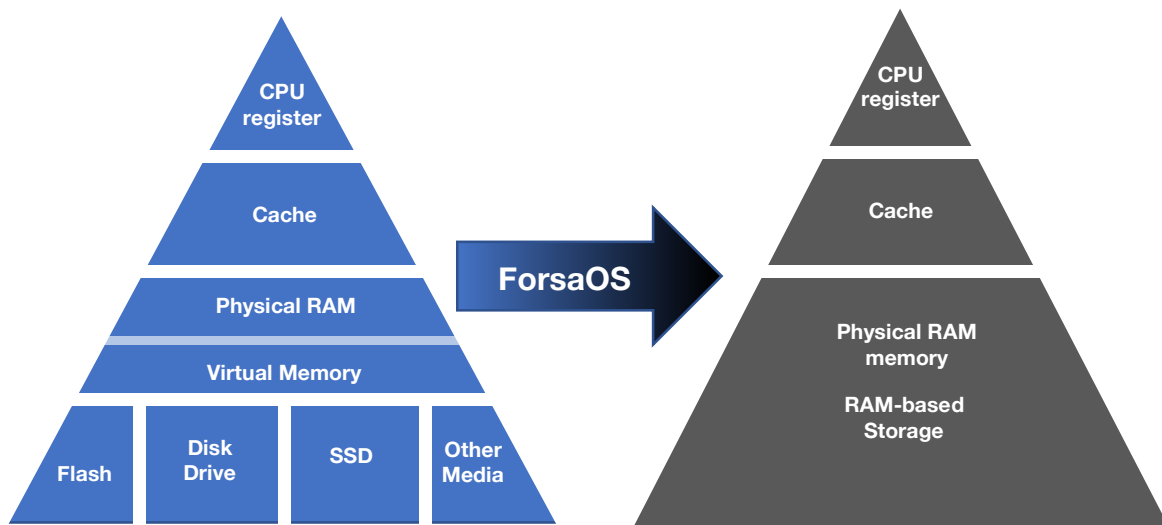 CPU
register
Cache
Physical RAM
Virtual Memory
Flash
Disk
Drive
SSD
Other
Media
ForsaOS
CPU
register
Cache
Physical RAM
memory
RAM-based
Storage